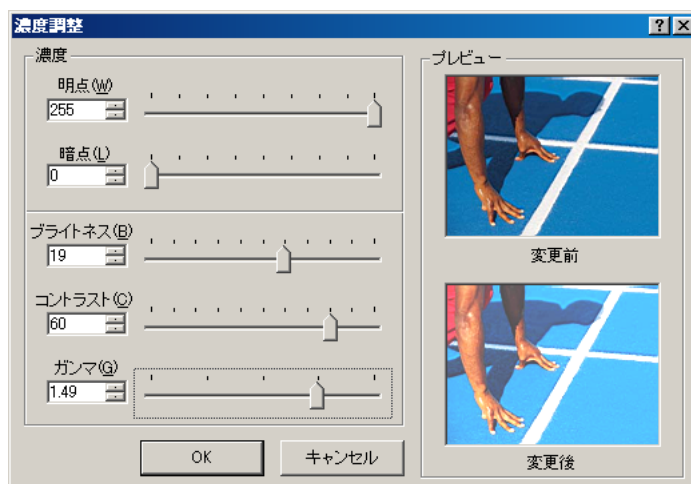 濃度調整
濃度
明点(W)
255
暗点(L)
0
ブライトネス(B)
19
コントラスト(C)
60
ガンマ(G)
1.49
OK
キャンセル
プレビュー
変更前
変更後